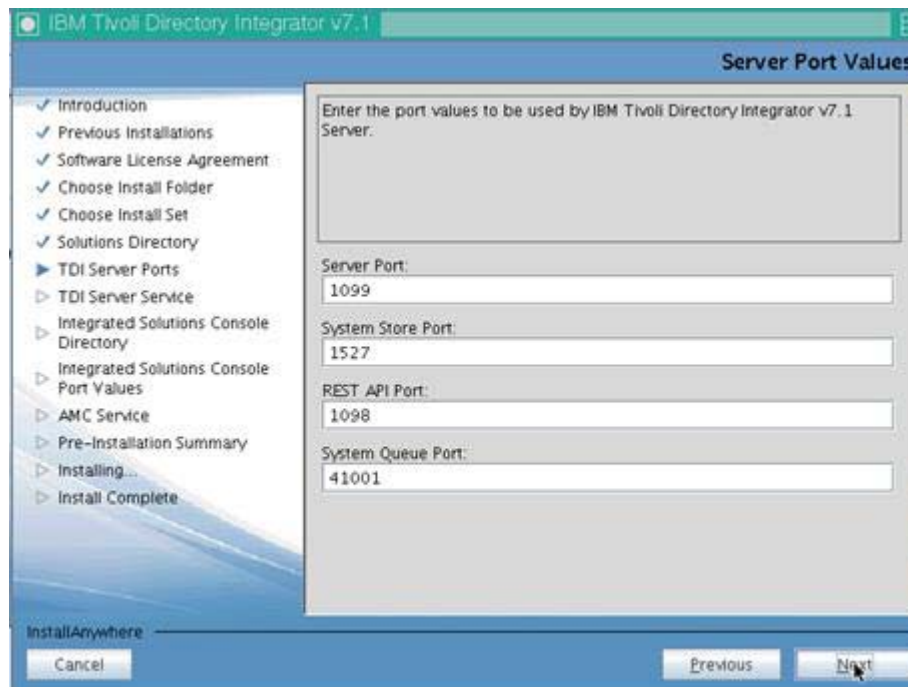 IBM Tivoli Directory Integrator v7.1
Server Port Values
Introduction
Previous Installations
Software License Agreement
Choose Install Folder
Choose Install Set
Solutions Directory
TDI Server Ports
TDI Server Service
Integrated Solutions Console
Directory
Integrated Solutions Console
Port Values
AMC Service
Pre-Installation Summary
Installing...
Install Complete
Enter the port values to be used by IBM Tivoli Directory Integrator v7.1
Server.
Server Port:
1099
System Store Port:
1527
REST API Port:
1098
System Queue Port:
41001
InstallAnywhere
Cancel
Previous
Next